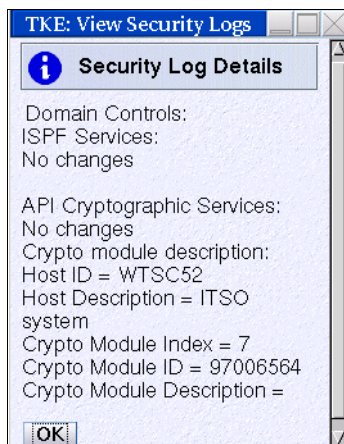 TKE: View Security Logs
Security Log Details
Domain Controls:
ISPF Services:
No changes
API Cryptographic Services:
No changes
Crypto module description:
Host ID = WTSC52
Host Description = ITSO
system
Crypto Module Index = 7
Crypto Module ID = 97006564
Crypto Module Description =
OK